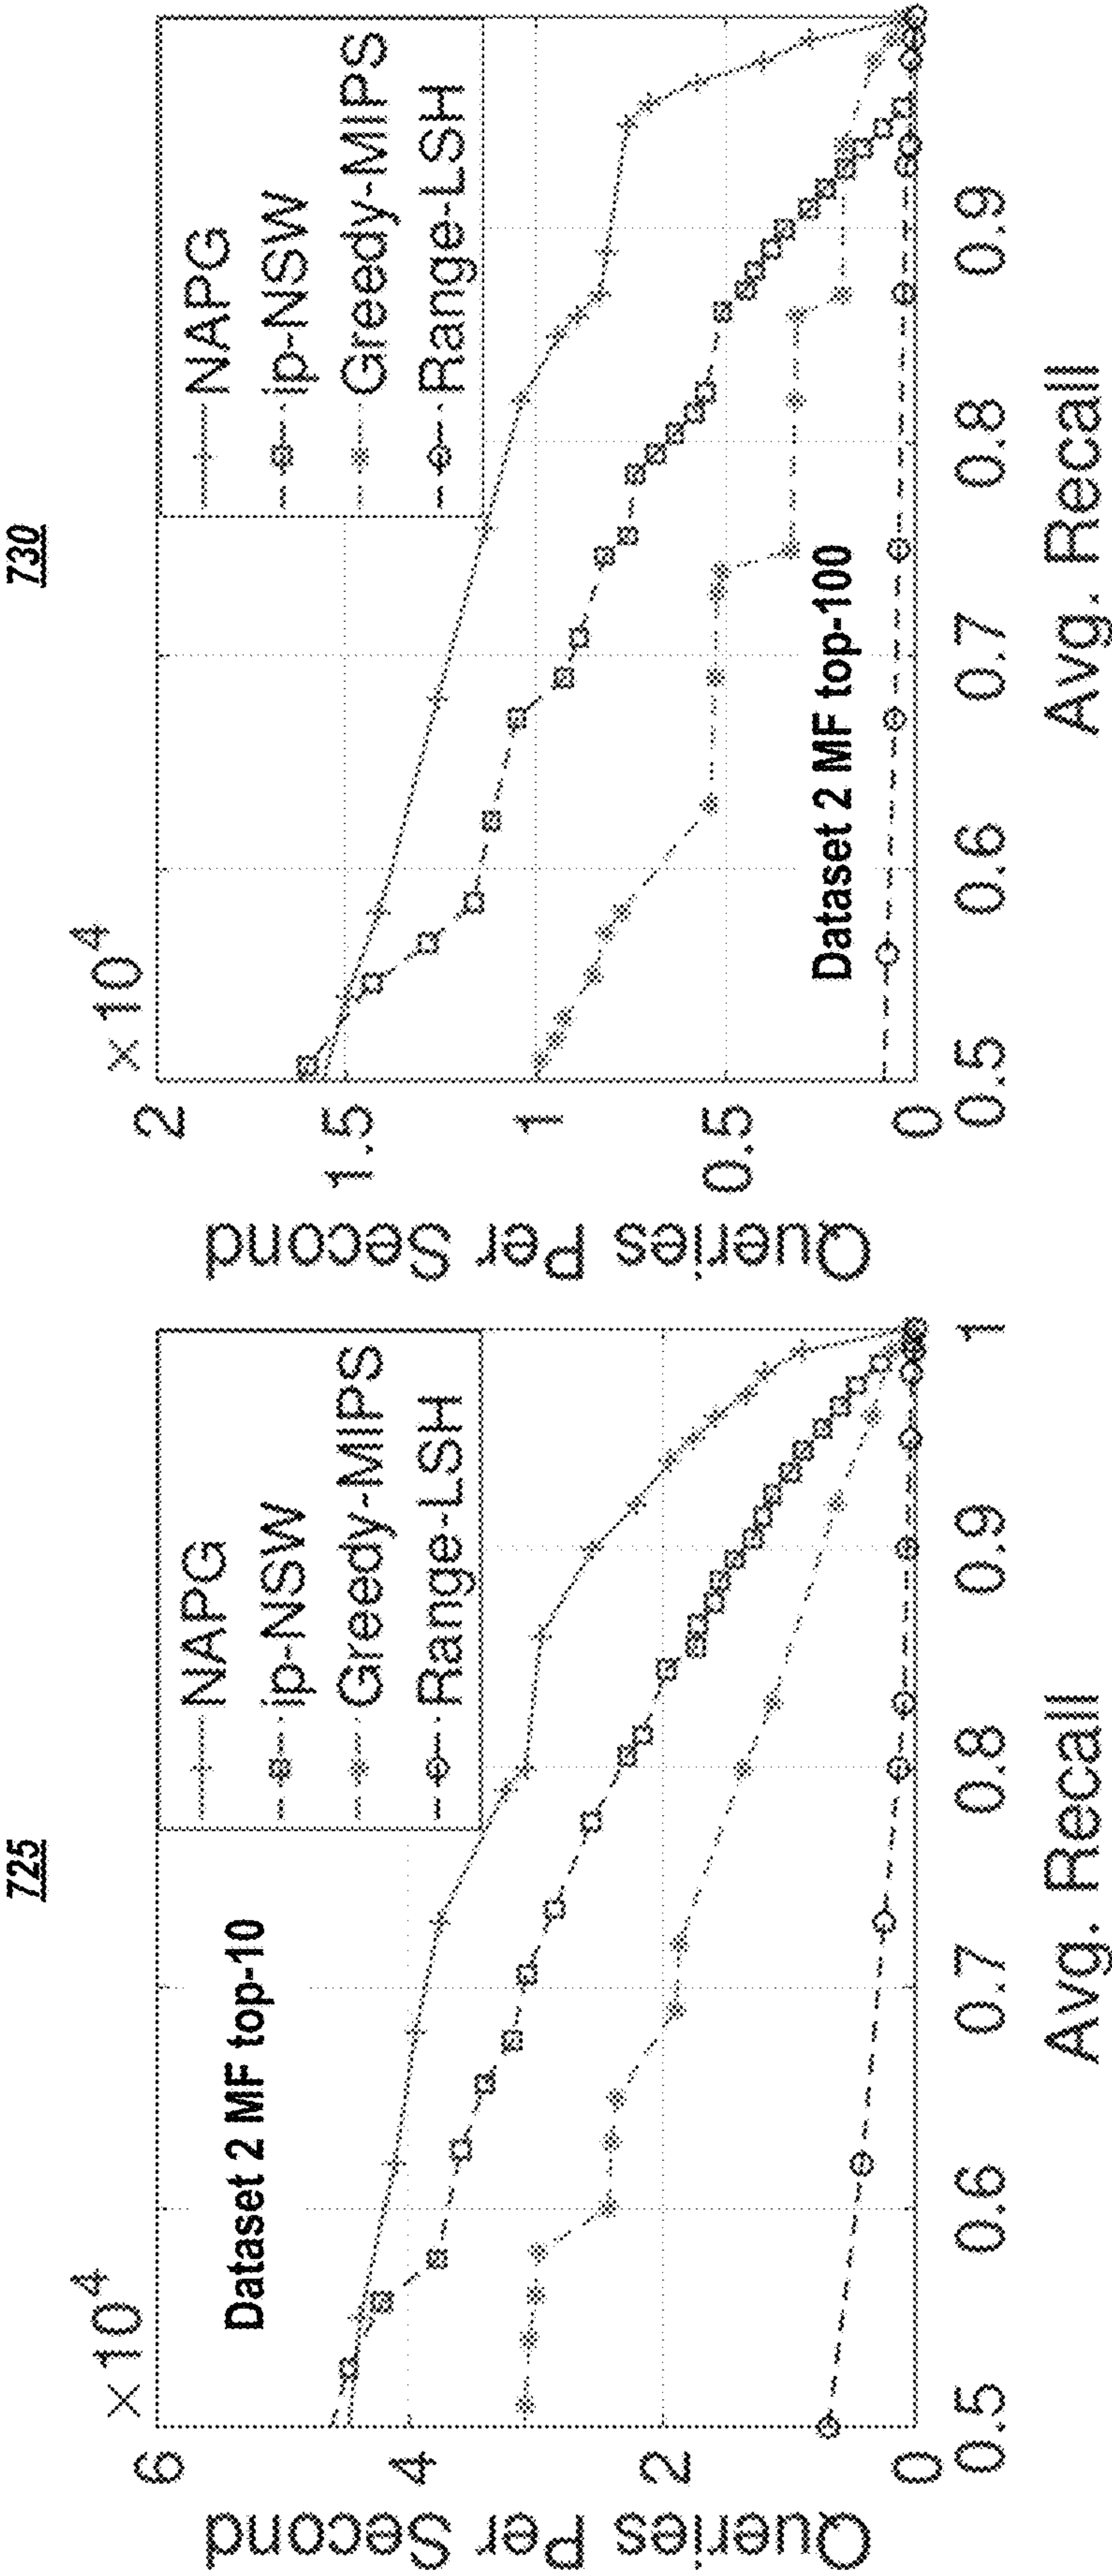 725
×10⁴
Queries Per Second
6
4
2
0
Dataset 2 MF top-10
NAPG
ip-NSW
Greedy-MIPS
Range-LSH
0.5
0.6
0.7
0.8
0.9
1
Avg. Recall
730
×10⁴
Queries Per Second
2
1.5
1
0.5
0
NAPG
ip-NSW
Greedy-MIPS
Range-LSH
Dataset 2 MF top-100
0.5
0.6
0.7
0.8
0.9
Avg. Recall